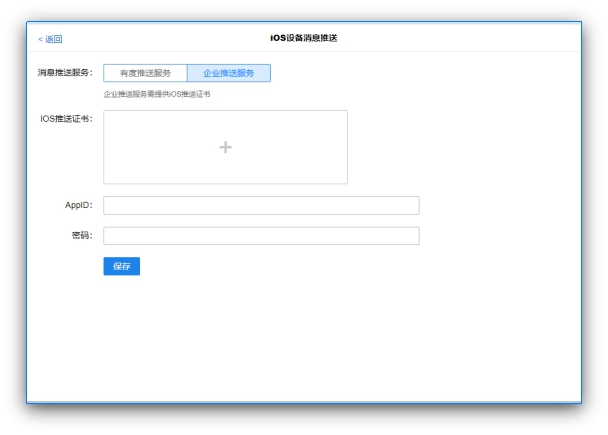 < 返回
iOS设备消息推送
消息推送服务：
有度推送服务
企业推送服务
企业推送服务需提供iOS推送证书
IOS推送证书：
AppID：
密码：
保存